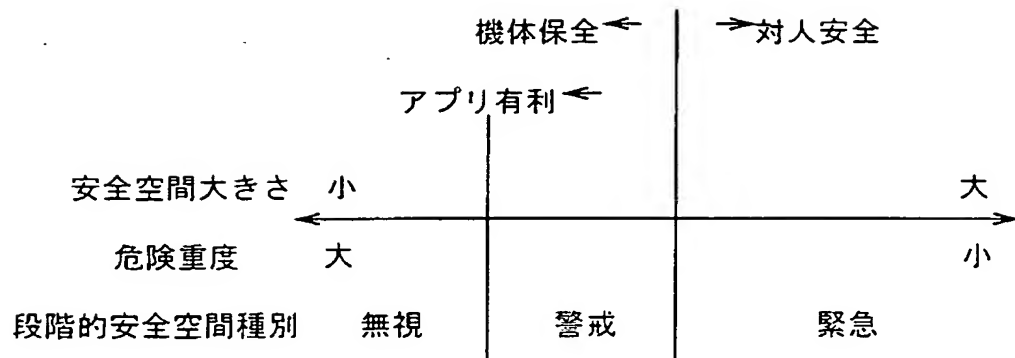 機体保全← →対人安全
アプリ有利←
安全空間大きさ 小 大
危険重度 大 小
段階的安全空間種別 無視 警戒 緊急